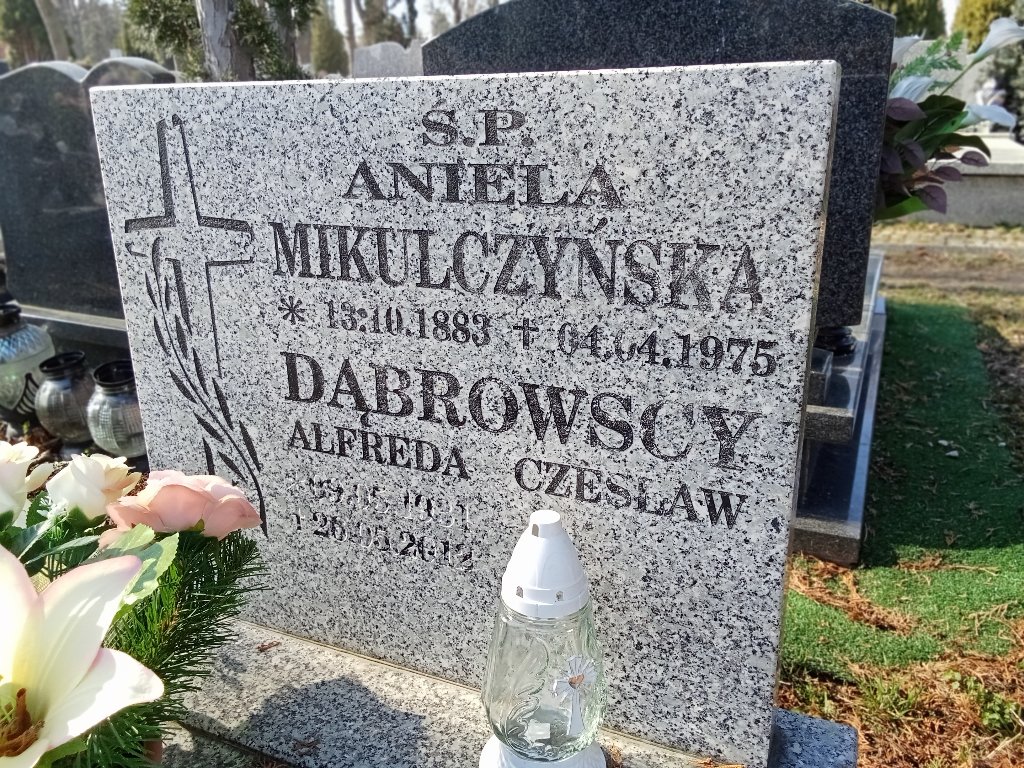 S.P.
ANIELA
MIKULCZYŃSKA
* 13.10.1883 + 04.04.1975
DĄBROWSCY
ALFREDA CZESŁAW